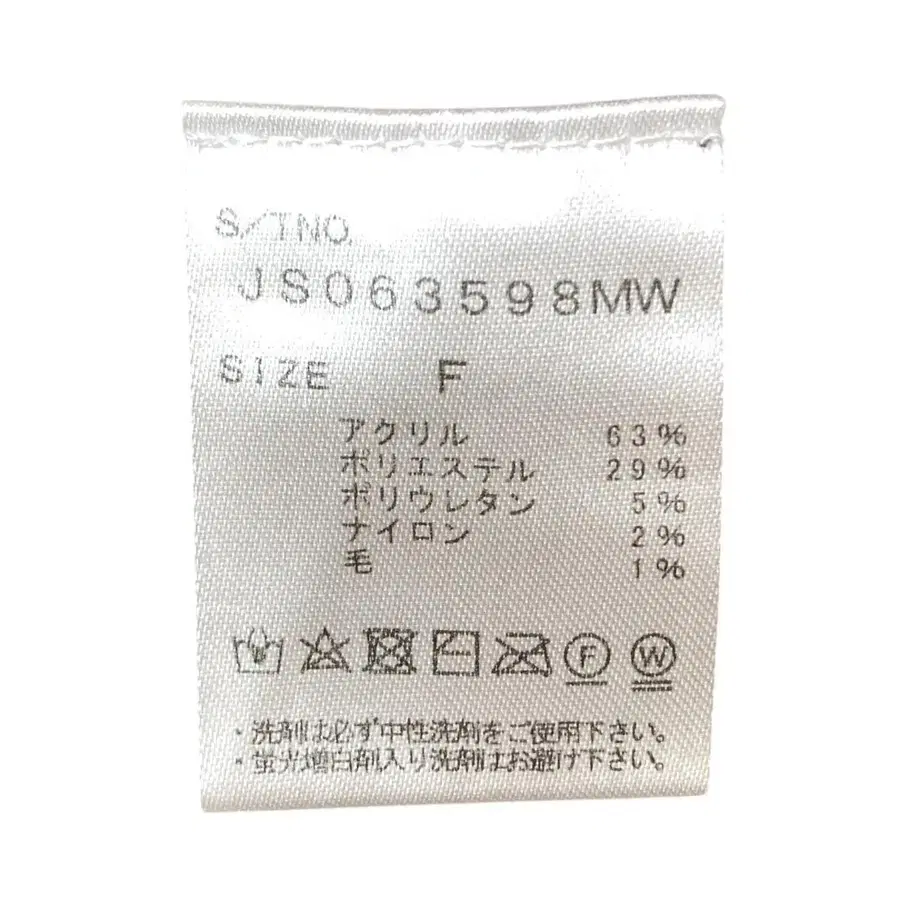 S/TNO.
JS063598MW
SIZE F
アクリル 63%
ポリエステル 29%
ポリウレタン 5%
ナイロン 2%
毛 1%
F W
・洗剤は必ず中性洗剤をご使用下さい。
・蛍光増白剤入り洗剤はお避け下さい。